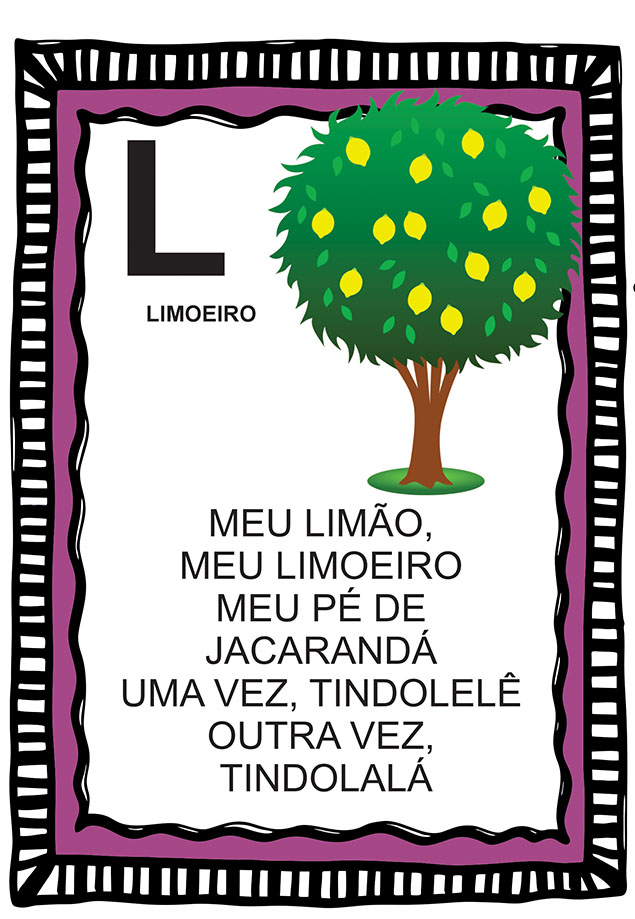 L
LIMOEIRO
MEU LIMÃO,
MEU LIMOEIRO
MEU PÉ DE
JACARANDÁ
UMA VEZ, TINDOLELÊ
OUTRA VEZ,
TINDOLALÁ